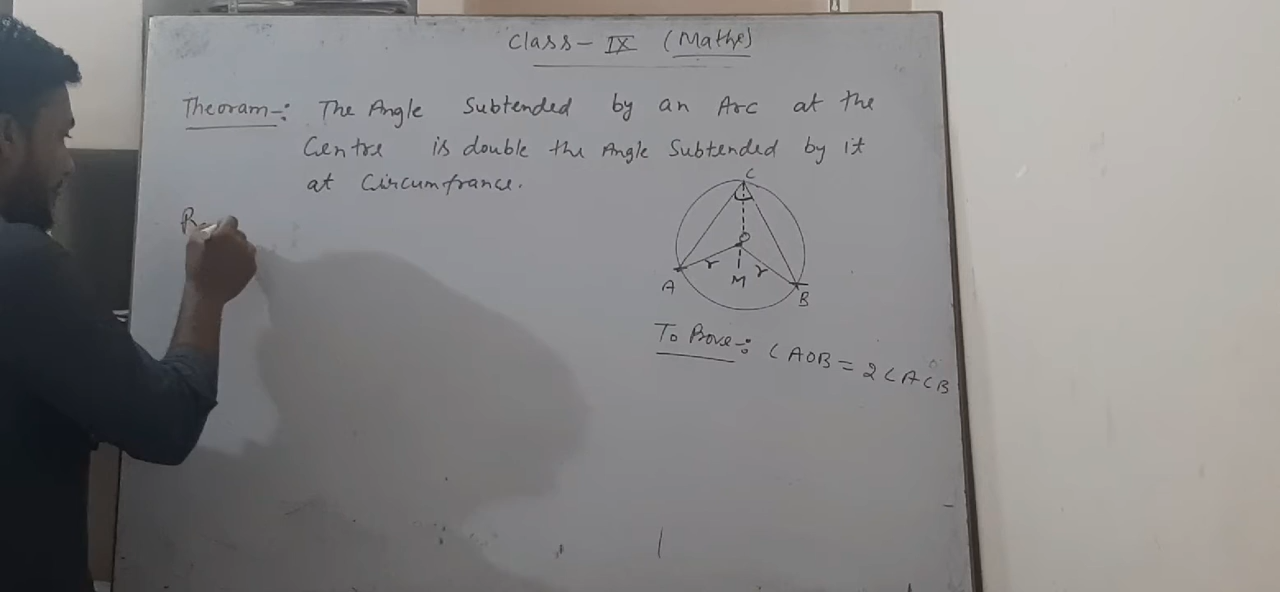 Class - IX (Mathe)
Theoram -: The Angle Subtended by an Arc at the
Centre is double the Angle Subtended by it
at Circumfrance.
C
O
r r
M
A
B
To Prove -: ∠AOB = 2∠ACB